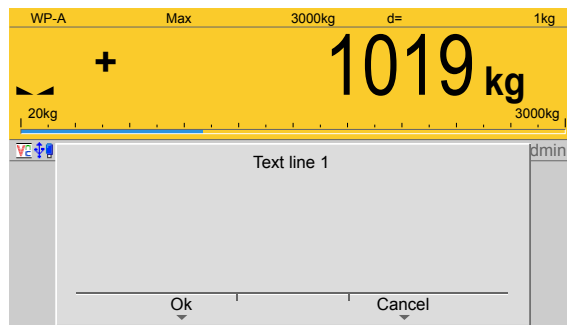 WP-A Max 3000kg d= 1kg
+ 1019 kg
20kg 3000kg
dmin
Text line 1
Ok Cancel